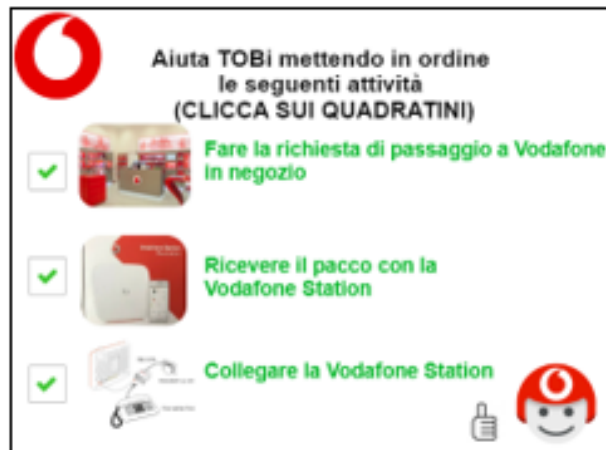 Aiuta TOBi mettendo in ordine
le seguenti attività
(CLICCA SUI QUADRATINI)
Fare la richiesta di passaggio a Vodafone
in negozio
Ricevere il pacco con la
Vodafone Station
Collegare la Vodafone Station